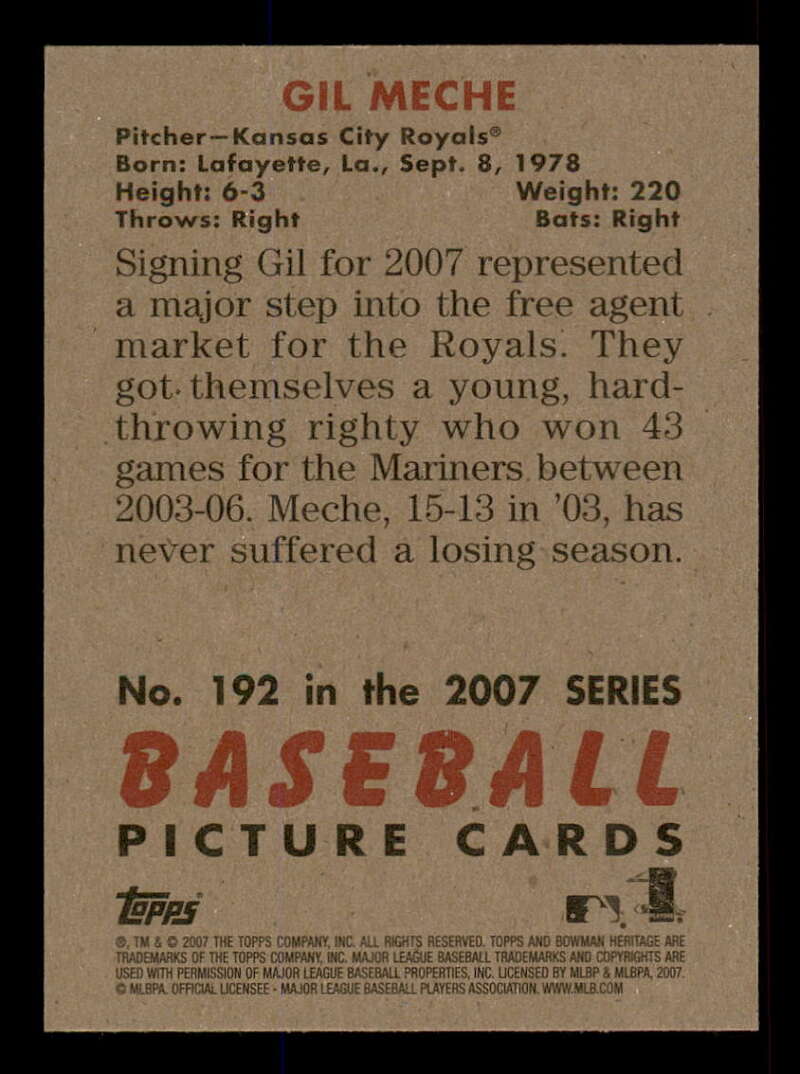 GIL MECHE
Pitcher—Kansas City Royals®
Born: Lafayette, La., Sept. 8, 1978
Height: 6-3 Weight: 220
Throws: Right Bats: Right
Signing Gil for 2007 represented
a major step into the free agent
market for the Royals. They
got themselves a young, hard-
throwing righty who won 43
games for the Mariners between
2003-06. Meche, 15-13 in '03, has
never suffered a losing season.
No. 192 in the 2007 SERIES
BASEBALL
PICTURE CARDS
Topps
®, TM & © 2007 THE TOPPS COMPANY, INC. ALL RIGHTS RESERVED. TOPPS AND BOWMAN HERITAGE ARE
TRADEMARKS OF THE TOPPS COMPANY, INC. MAJOR LEAGUE BASEBALL TRADEMARKS AND COPYRIGHTS ARE
USED WITH PERMISSION OF MAJOR LEAGUE BASEBALL PROPERTIES, INC. LICENSED BY MLBP & MLBPA, 2007.
© MLBPA. OFFICIAL LICENSEE - MAJOR LEAGUE BASEBALL PLAYERS ASSOCIATION. WWW.MLB.COM